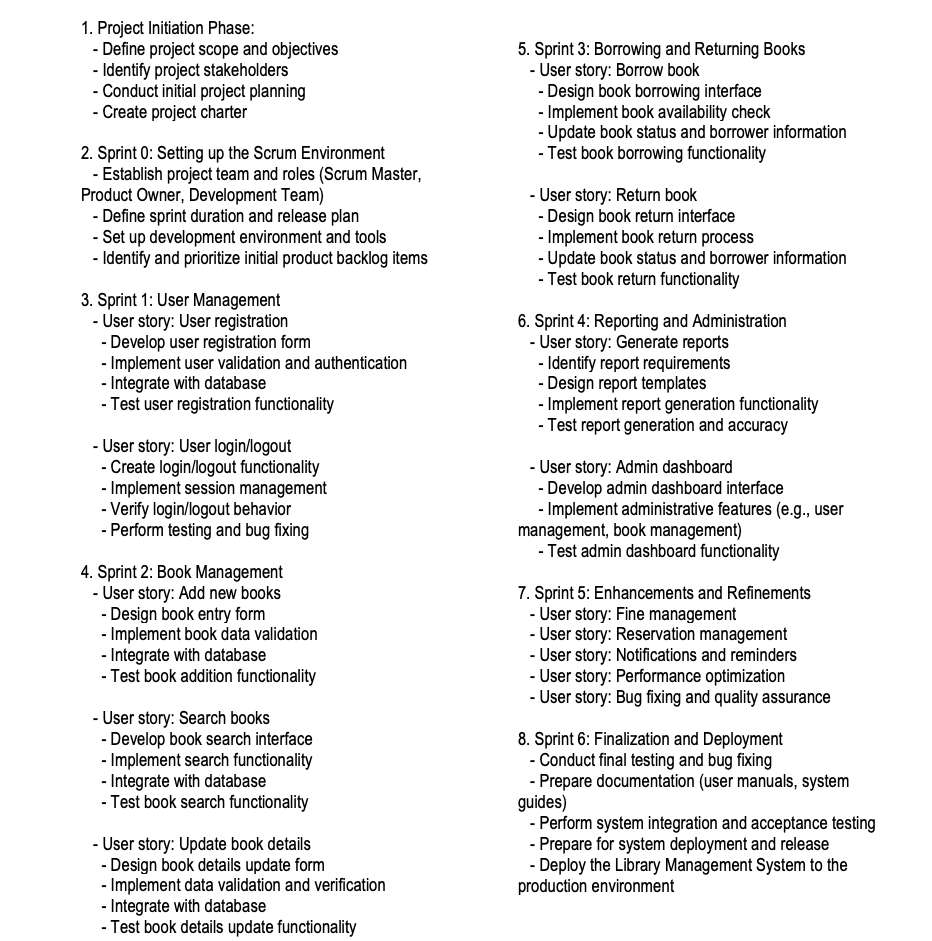 1. Project Initiation Phase:
- Define project scope and objectives
- Identify project stakeholders
- Conduct initial project planning
- Create project charter
2. Sprint 0: Setting up the Scrum Environment
- Establish project team and roles (Scrum Master,
Product Owner, Development Team)
- Define sprint duration and release plan
- Set up development environment and tools
- Identify and prioritize initial product backlog items
3. Sprint 1: User Management
- User story: User registration
- Develop user registration form
- Implement user validation and authentication
- Integrate with database
- Test user registration functionality
- User story: User login/logout
- Create login/logout functionality
- Implement session management
- Verify login/logout behavior
- Perform testing and bug fixing
4. Sprint 2: Book Management
- User story: Add new books
- Design book entry form
- Implement book data validation
- Integrate with database
- Test book addition functionality
- User story: Search books
- Develop book search interface
- Implement search functionality
- Integrate with database
- Test book search functionality
- User story: Update book details
- Design book details update form
- Implement data validation and verification
- Integrate with database
- Test book details update functionality
5. Sprint 3: Borrowing and Returning Books
- User story: Borrow book
- Design book borrowing interface
- Implement book availability check
- Update book status and borrower information
- Test book borrowing functionality
- User story: Return book
- Design book return interface
- Implement book return process
- Update book status and borrower information
- Test book return functionality
6. Sprint 4: Reporting and Administration
- User story: Generate reports
- Identify report requirements
- Design report templates
- Implement report generation functionality
- Test report generation and accuracy
- User story: Admin dashboard
- Develop admin dashboard interface
- Implement administrative features (e.g., user
management, book management)
- Test admin dashboard functionality
7. Sprint 5: Enhancements and Refinements
- User story: Fine management
- User story: Reservation management
- User story: Notifications and reminders
- User story: Performance optimization
- User story: Bug fixing and quality assurance
8. Sprint 6: Finalization and Deployment
- Conduct final testing and bug fixing
- Prepare documentation (user manuals, system
guides)
- Perform system integration and acceptance testing
- Prepare for system deployment and release
- Deploy the Library Management System to the
production environment